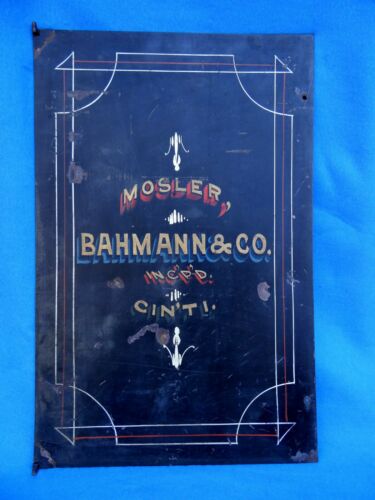 MOSLER,
BAHMANN & CO.
INC'P'D.
CIN'TI.